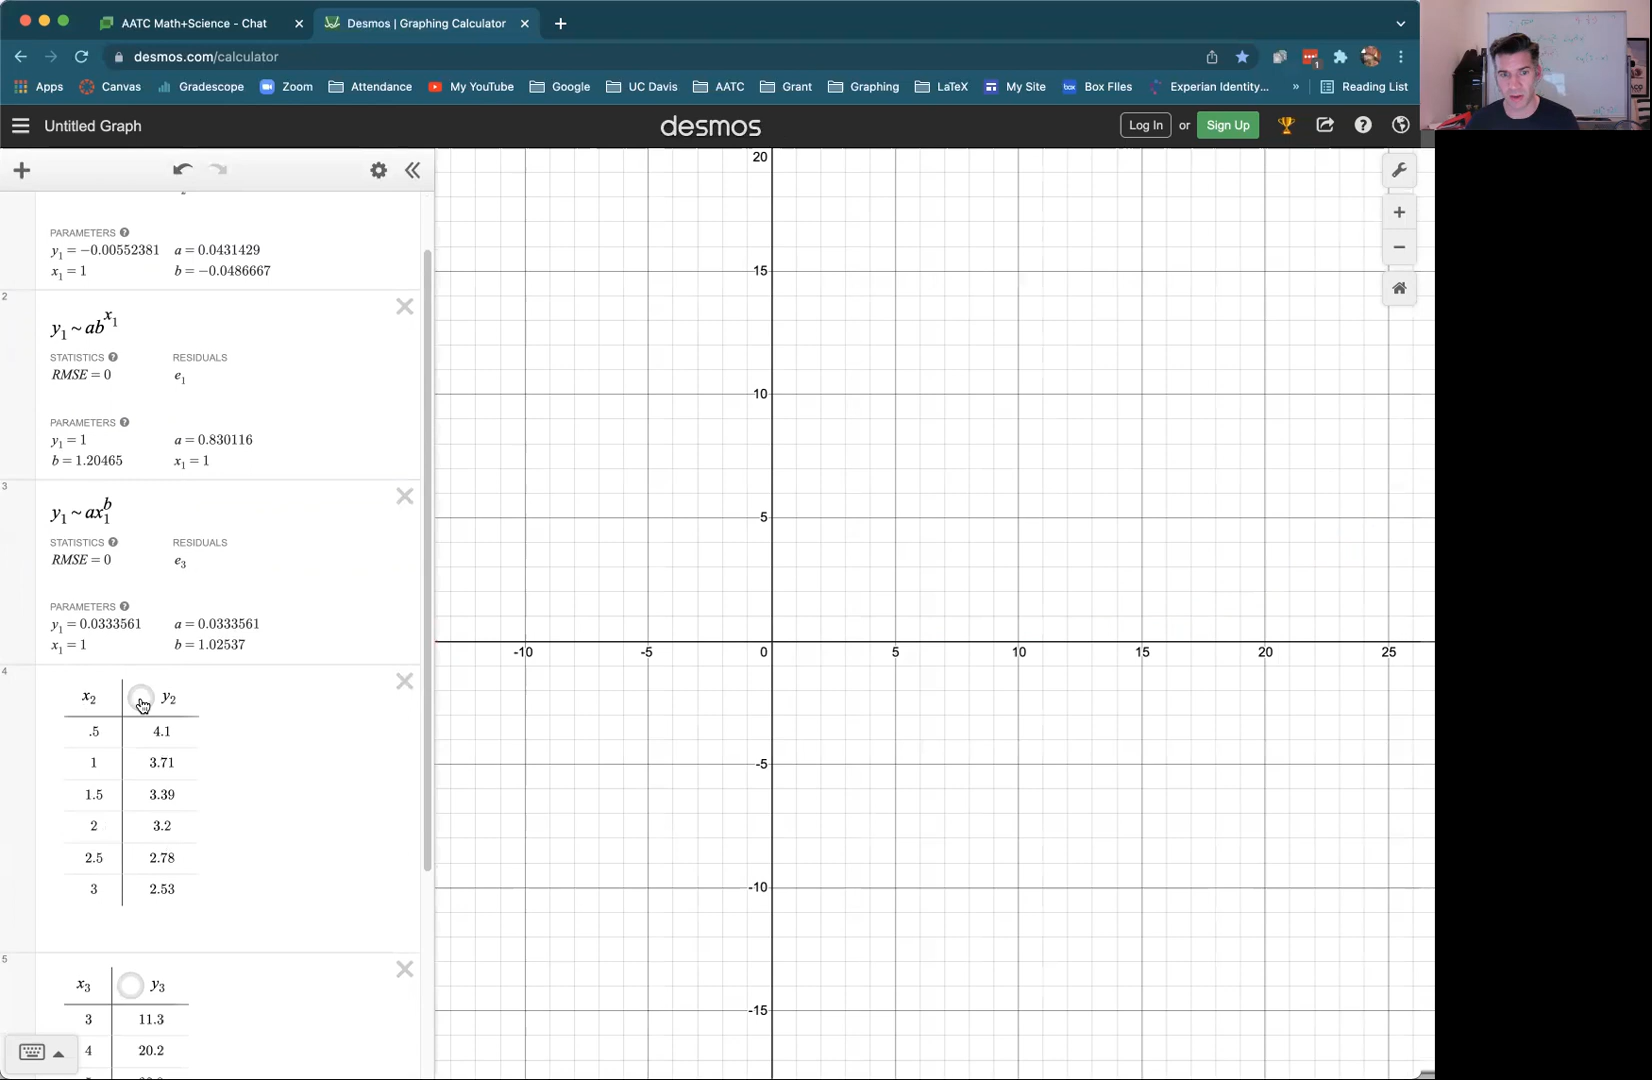 AATC Math+Science - Chat
Desmos | Graphing Calculator
desmos.com/calculator
Apps Canvas Gradescope Zoom Attendance My YouTube Google UC Davis AATC Grant Graphing LaTeX My Site Box FIles Experian Identity... » Reading List
Untitled Graph
desmos
Log In or Sign Up
PARAMETERS
y₁ = −0.00552381 a = 0.0431429
x₁ = 1 b = −0.0486667
2
y₁ ~ ab^x₁
STATISTICS RESIDUALS
RMSE = 0 e₁
PARAMETERS
y₁ = 1 a = 0.830116
b = 1.20465 x₁ = 1
3
y₁ ~ ax₁^b
STATISTICS RESIDUALS
RMSE = 0 e₃
PARAMETERS
y₁ = 0.0333561 a = 0.0333561
x₁ = 1 b = 1.02537
4
x₂ y₂
.5 4.1
1 3.71
1.5 3.39
2 3.2
2.5 2.78
3 2.53
5
x₃ y₃
3 11.3
4 20.2
20
15
10
5
-10 -5 0 5 10 15 20 25
-5
-10
-15